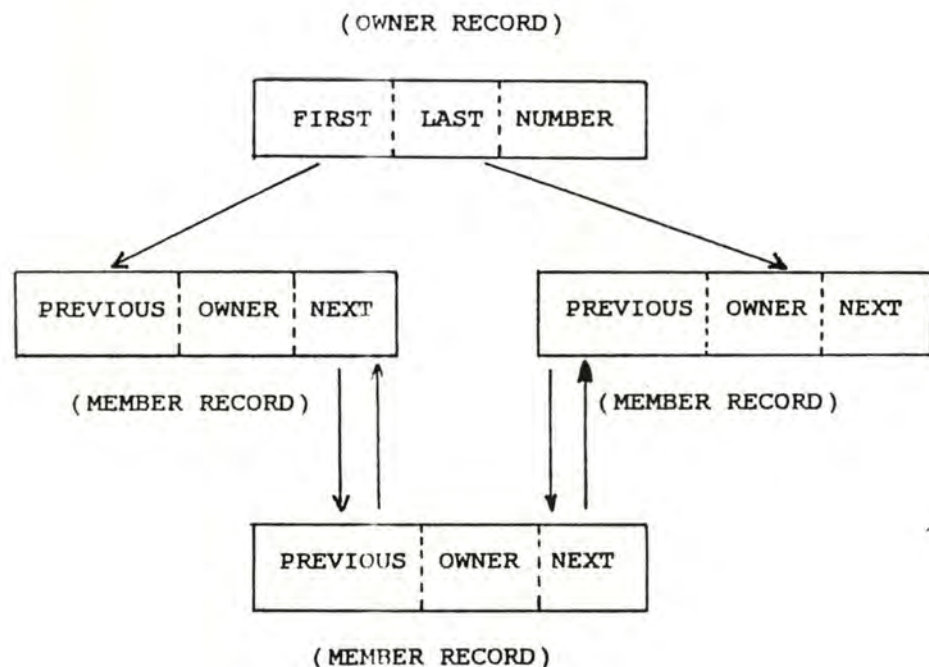 (OWNER RECORD)
FIRST LAST NUMBER
PREVIOUS OWNER NEXT
PREVIOUS OWNER NEXT
(MEMBER RECORD)
(MEMBER RECORD)
PREVIOUS OWNER NEXT
(MEMBER RECORD)